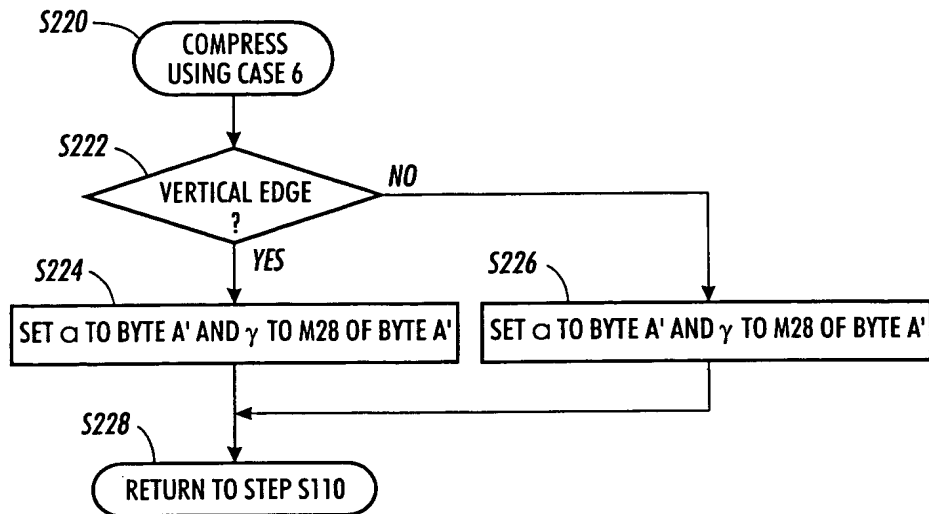 S220
COMPRESS
USING CASE 6
S222
VERTICAL EDGE
?
NO
YES
S224
SET α TO BYTE A' AND γ TO M28 OF BYTE A'
S226
SET α TO BYTE A' AND γ TO M28 OF BYTE A'
S228
RETURN TO STEP S110